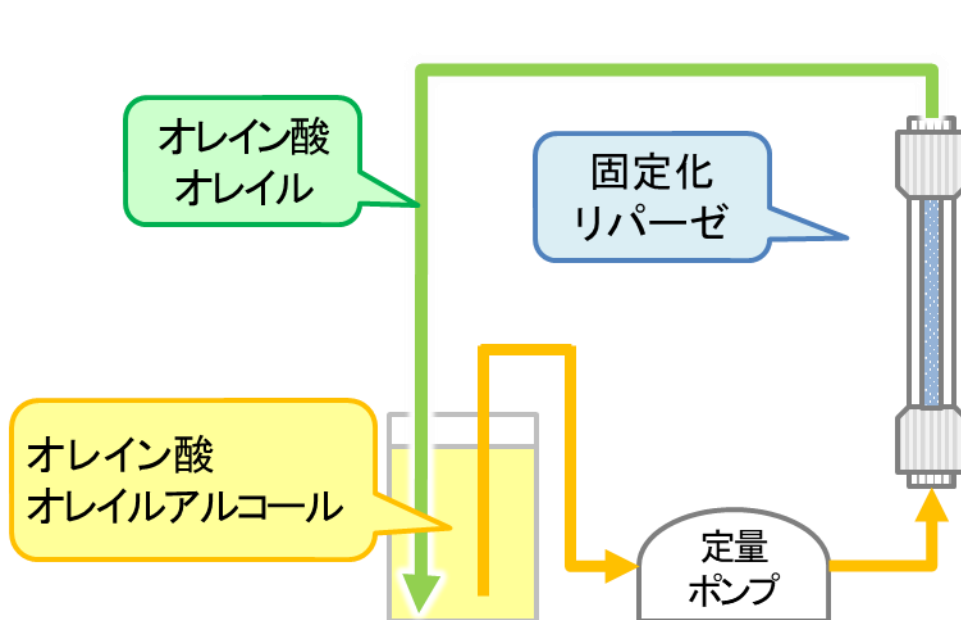 オレイン酸
オレイル
固定化
リパーゼ
オレイン酸
オレイルアルコール
定量
ポンプ